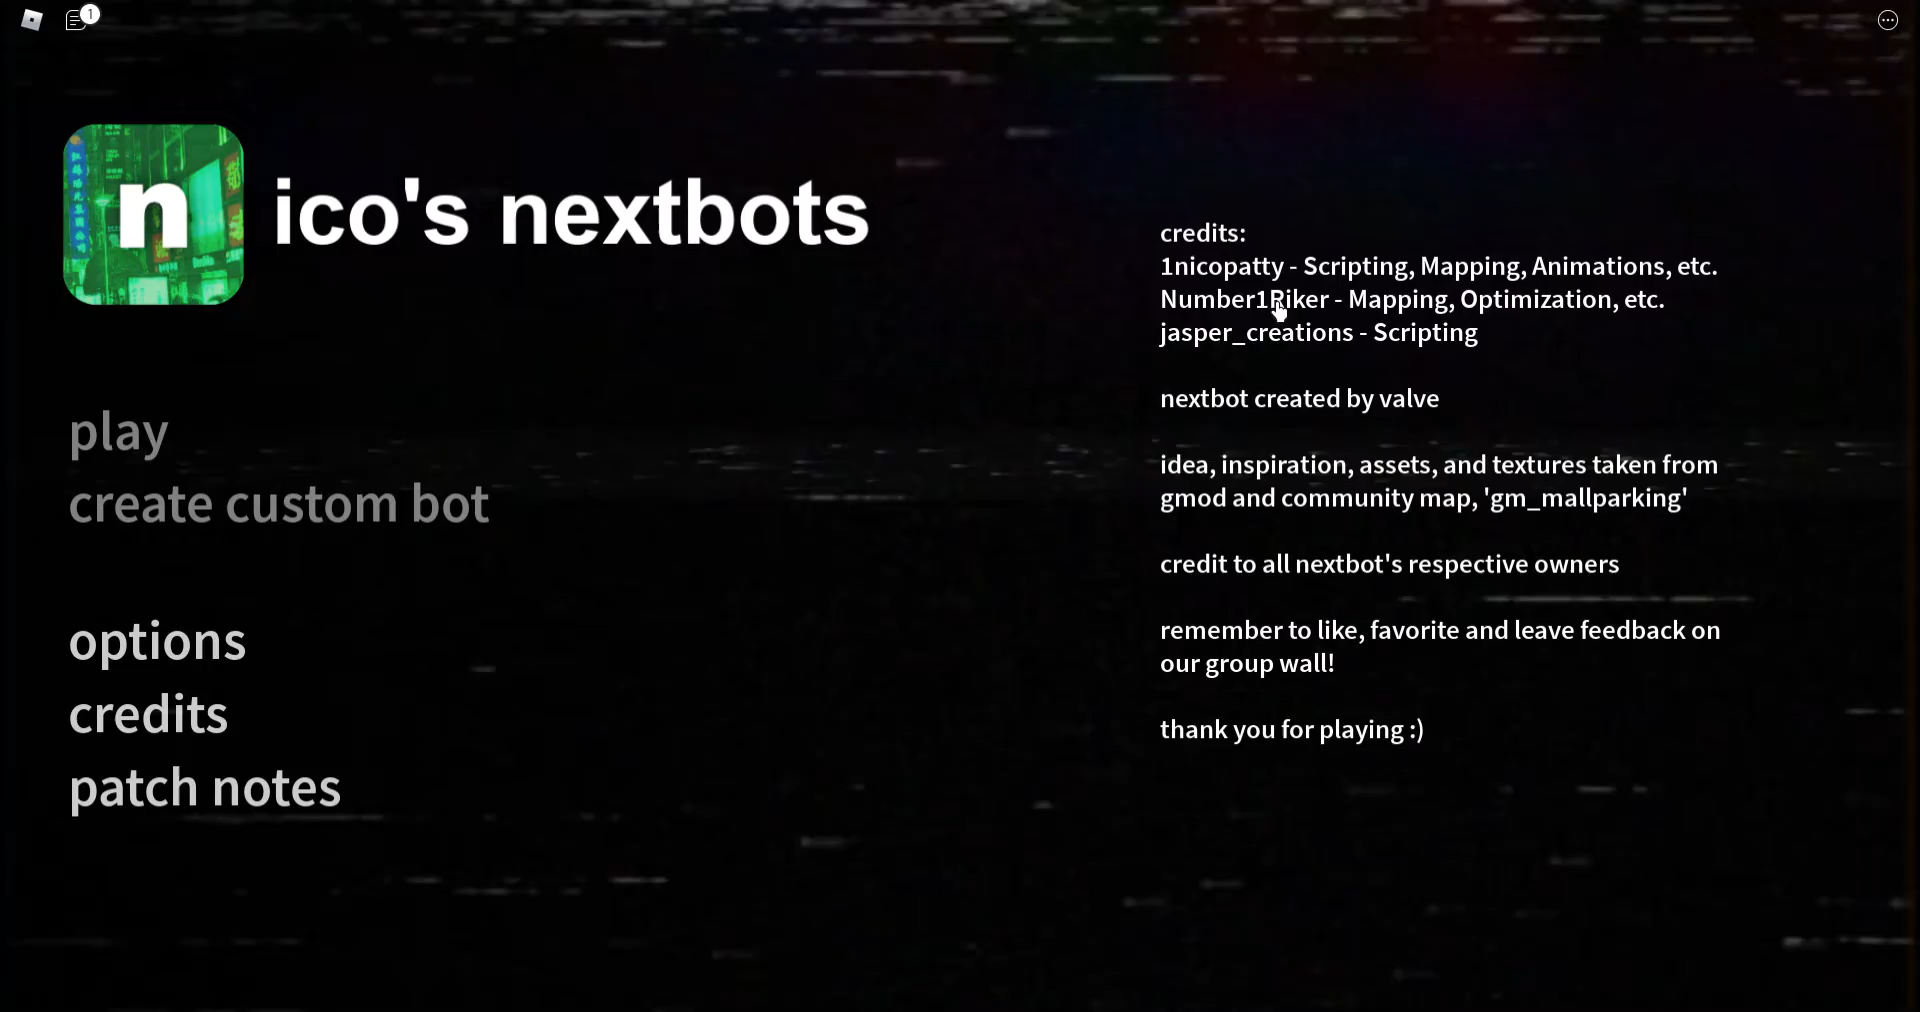 1
n ico's nextbots
play
create custom bot
options
credits
patch notes
credits:
1nicopatty - Scripting, Mapping, Animations, etc.
Number1Riker - Mapping, Optimization, etc.
jasper_creations - Scripting
nextbot created by valve
idea, inspiration, assets, and textures taken from
gmod and community map, 'gm_mallparking'
credit to all nextbot's respective owners
remember to like, favorite and leave feedback on
our group wall!
thank you for playing :)